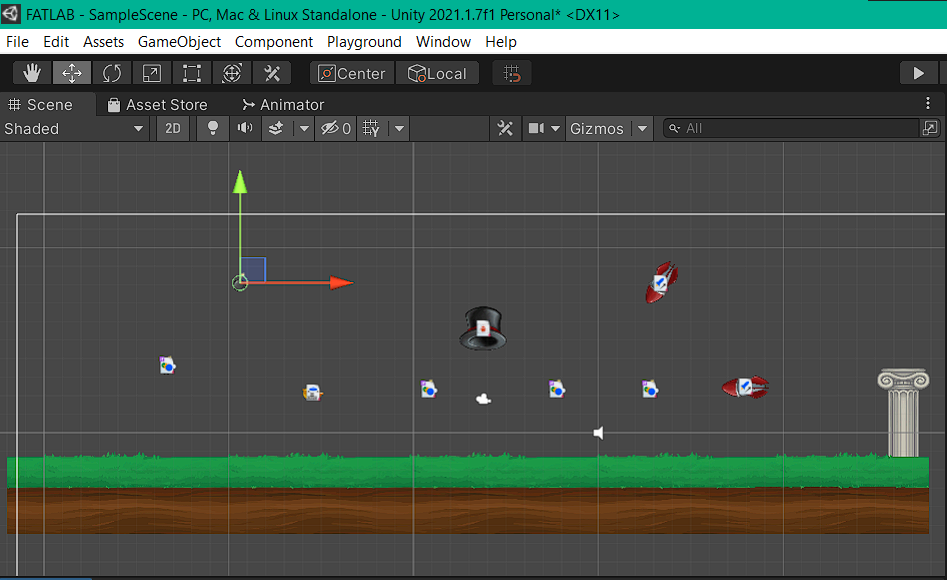 FATLAB - SampleScene - PC, Mac & Linux Standalone - Unity 2021.1.7f1 Personal* <DX11>
File Edit Assets GameObject Component Playground Window Help
Center Local
Scene Asset Store Animator
Shaded 2D 0 Gizmos All